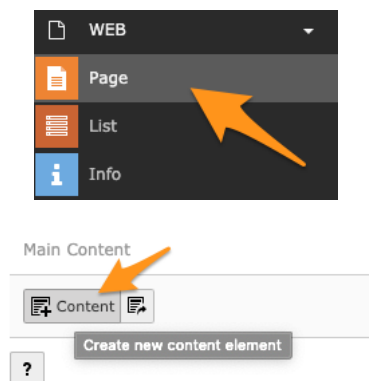 WEB
Page
List
i Info
Main Content
Content
Create new content element
?